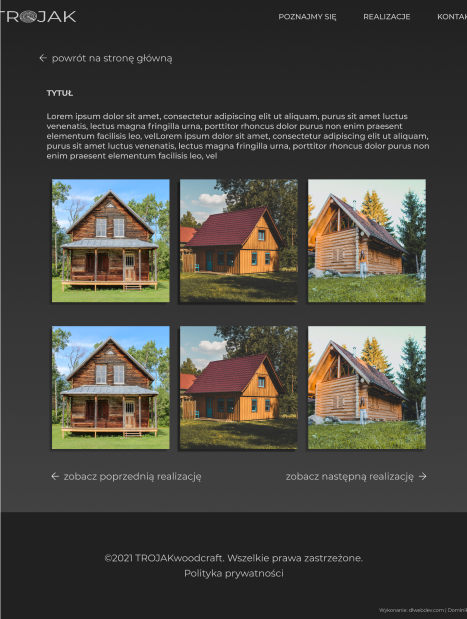 TROJAK
POZNAJMY SIĘ REALIZACJE
← powrót na stronę główną
TYTUŁ
Lorem ipsum dolor sit amet, consectetur adipiscing elit ut aliquam, purus sit amet luctus
venenatis, lectus magna fringilla urna, porttitor rhoncus dolor purus non enim praesent
elementum facilisis leo, velLorem ipsum dolor sit amet, consectetur adipiscing elit ut aliquam,
purus sit amet luctus venenatis, lectus magna fringilla urna, porttitor rhoncus dolor purus non
enim praesent elementum facilisis leo, vel
← zobacz poprzednią realizację
zobacz następną realizację →
©2021 TROJAKwoodcraft. Wszelkie prawa zastrzeżone.
Polityka prywatności
Wykonanie: dlwebdev.com |